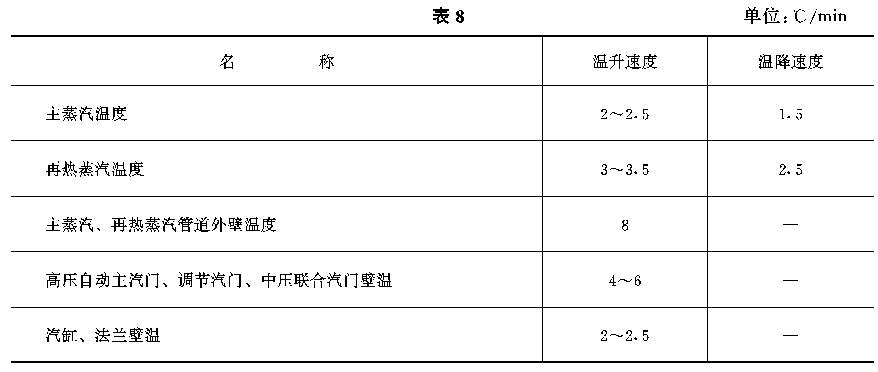 表8 单位:℃/min
名 称 温升速度 温降速度
主蒸汽温度 2～2.5 1.5
再热蒸汽温度 3～3.5 2.5
主蒸汽、再热蒸汽管道外壁温度 8 —
高压自动主汽门、调节汽门、中压联合汽门壁温 4～6 —
汽缸、法兰壁温 2～2.5 —